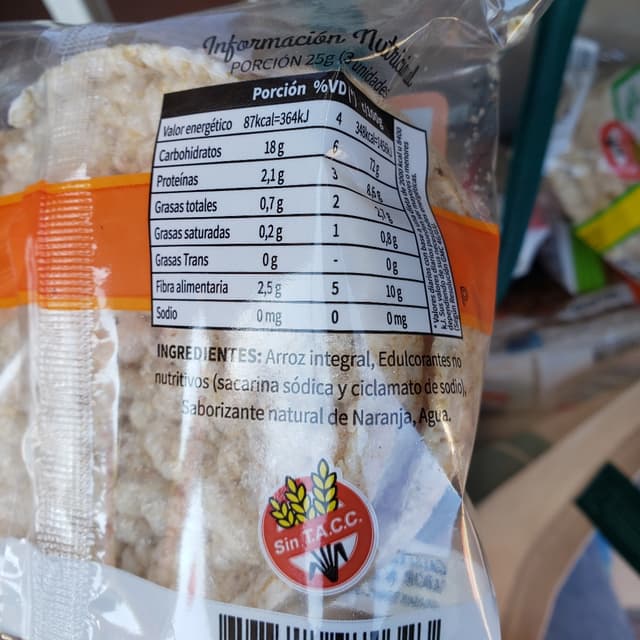 Información
PORCIÓN 25g
Porción %VD
Valor energético 87kcal=364kJ 4
Carbohidratos 18 g 6 72 g
Proteínas 2,1 g 3 8,6 g
Grasas totales 0,7 g 2
Grasas saturadas 0,2 g 1 0,8 g
Grasas Trans 0 g - 0 g
Fibra alimentaria 2,5 g 5 10 g
Sodio 0 mg 0 0 mg
INGREDIENTES: Arroz integral, Edulcorantes no
nutritivos (sacarina sódica y ciclamato de sodio),
Saborizante natural de Naranja, Agua.
Sin T.A.C.C.